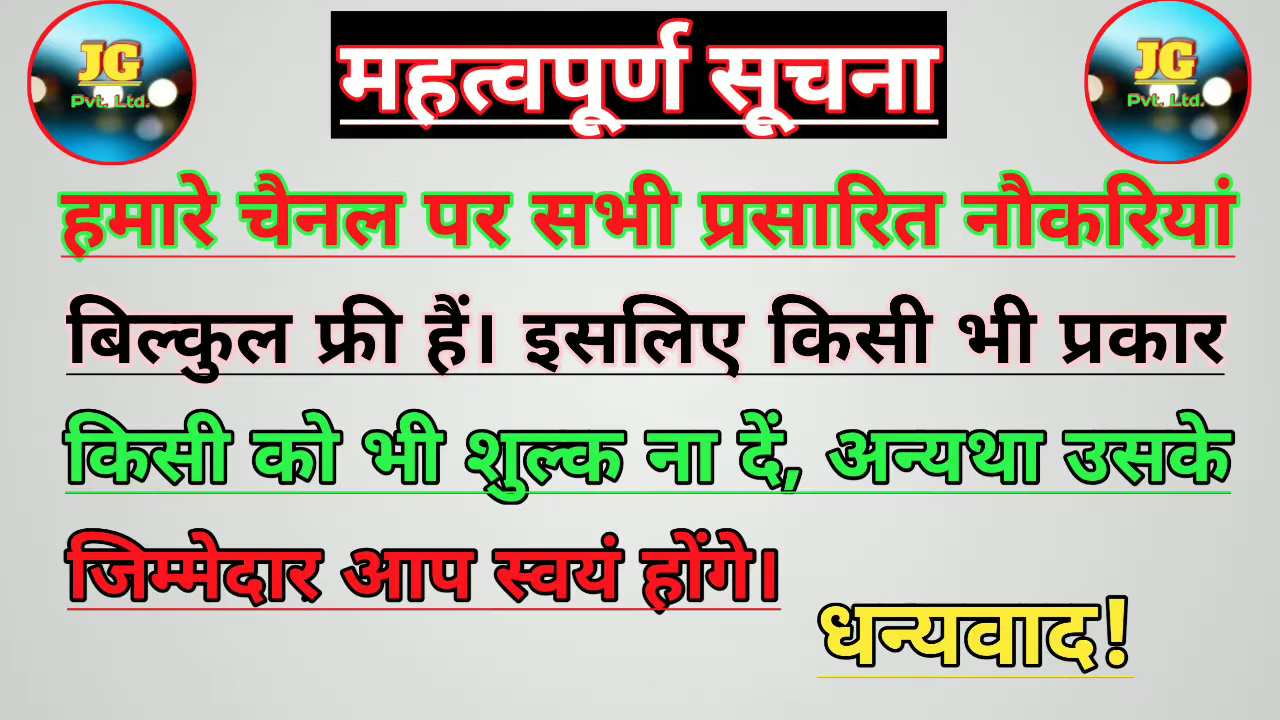 JG
Pvt. Ltd.
महत्वपूर्ण सूचना
JG
Pvt. Ltd.
हमारे चैनल पर सभी प्रसारित नौकरियां
बिल्कुल फ्री हैं। इसलिए किसी भी प्रकार
किसी को भी शुल्क ना दें, अन्यथा उसके
जिम्मेदार आप स्वयं होंगे।
धन्यवाद!